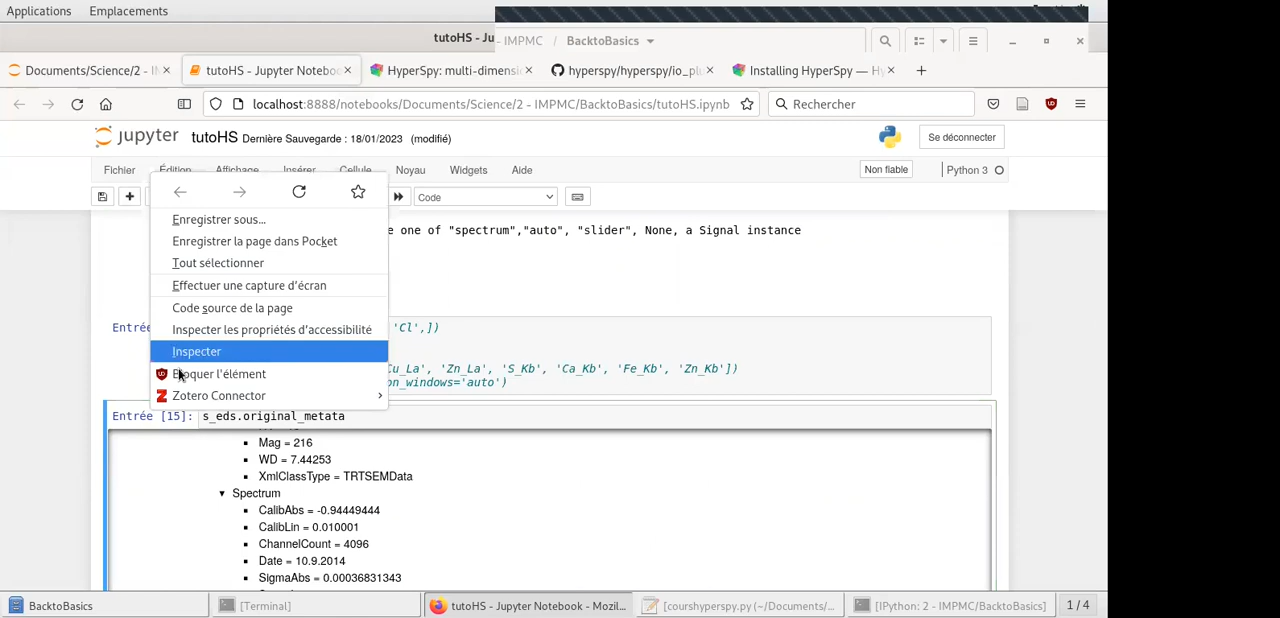 Applications Emplacements
tutoHS - Ju
- IMPMC / BacktoBasics
Documents/Science/2 - I
tutoHS - Jupyter Noteboo
HyperSpy: multi-dimensi
hyperspy/hyperspy/io_plu
Installing HyperSpy — Hy
localhost:8888/notebooks/Documents/Science/2 - IMPMC/BacktoBasics/tutoHS.ipynb
Rechercher
jupyter tutoHS Dernière Sauvegarde : 18/01/2023 (modifié)
Se déconnecter
Fichier Édition Affichage Insérer Cellule Noyau Widgets Aide
Non fiable
Python 3
Code
Enregistrer sous...
e one of "spectrum","auto", "slider", None, a Signal instance
Enregistrer la page dans Pocket
Tout sélectionner
Effectuer une capture d'écran
Code source de la page
Entrée
'Cl',])
Inspecter les propriétés d'accessibilité
Inspecter
Cu_La', 'Zn_La', 'S_Kb', 'Ca_Kb', 'Fe_Kb', 'Zn_Kb'])
Bloquer l'élément
on_windows='auto')
Zotero Connector
Entrée [15]: s_eds.original_metata
Mag = 216
WD = 7.44253
XmlClassType = TRTSEMData
Spectrum
CalibAbs = -0.94449444
CalibLin = 0.010001
ChannelCount = 4096
Date = 10.9.2014
SigmaAbs = 0.00036831343
BacktoBasics
[Terminal]
tutoHS - Jupyter Notebook - Mozil...
[courshyperspy.py (~/Documents/...
[IPython: 2 - IMPMC/BacktoBasics]
1 / 4